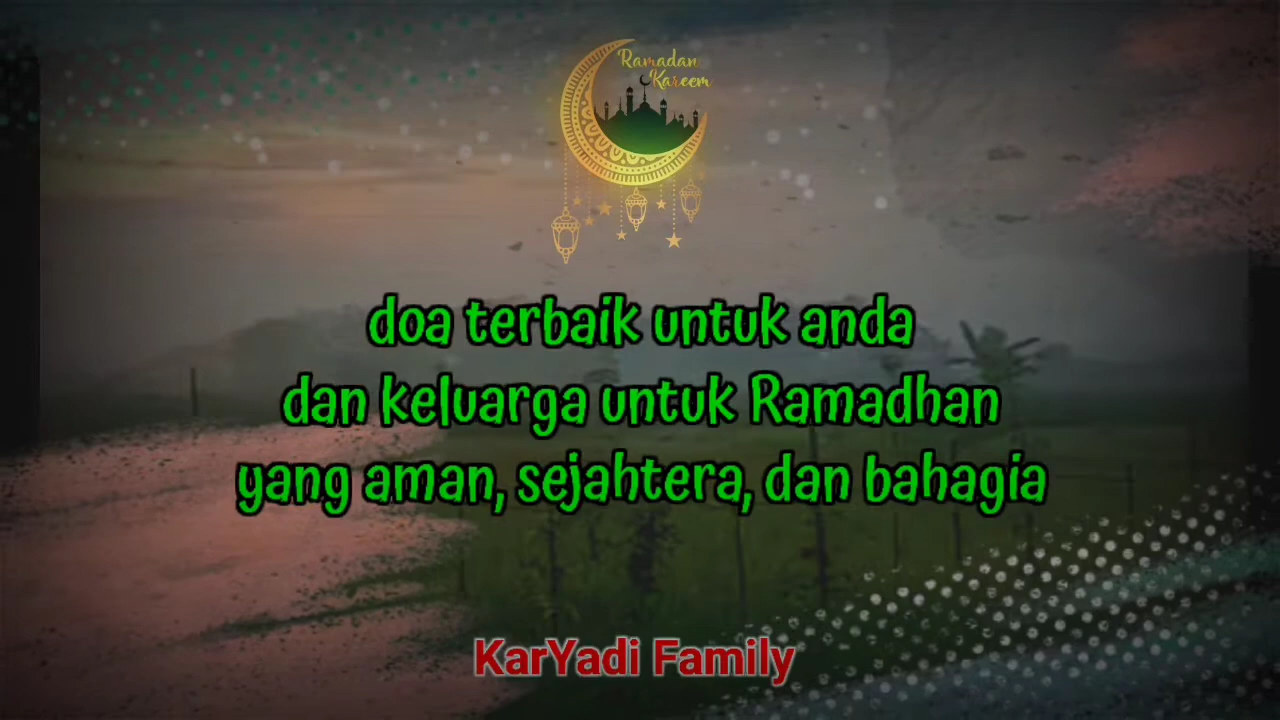 Ramadan
Kareem
doa terbaik untuk anda
dan keluarga untuk Ramadhan
yang aman, sejahtera, dan bahagia
KarYadi Family